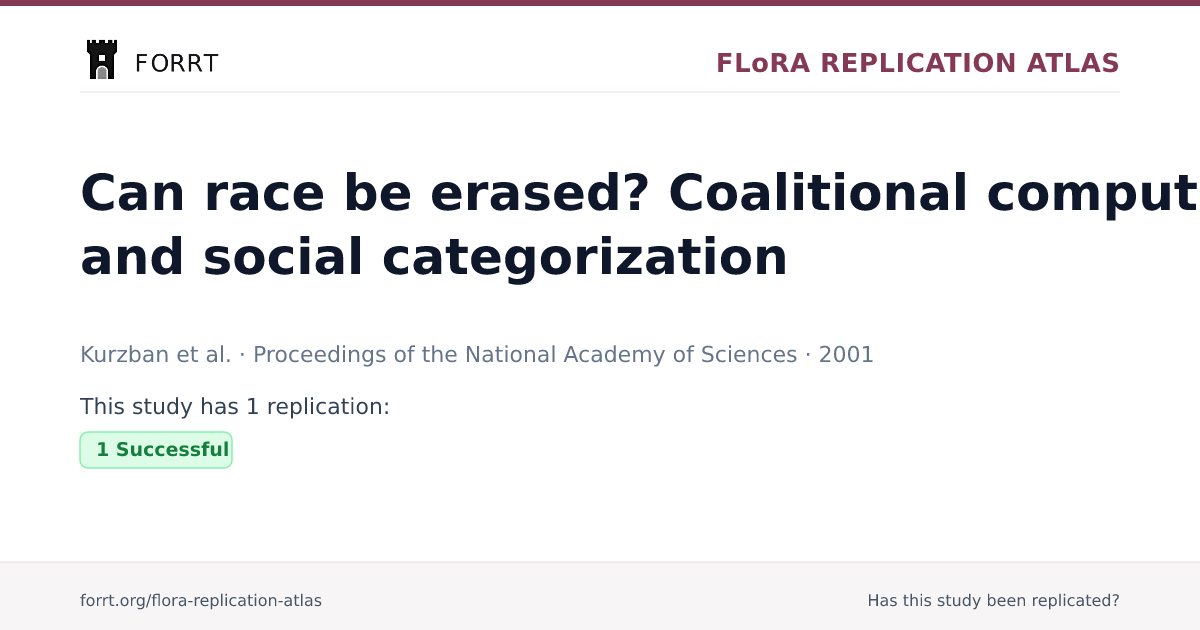 FORRT
FLoRA REPLICATION ATLAS
Can race be erased? Coalitional comput
and social categorization
Kurzban et al. · Proceedings of the National Academy of Sciences · 2001
This study has 1 replication:
1 Successful
forrt.org/flora-replication-atlas
Has this study been replicated?